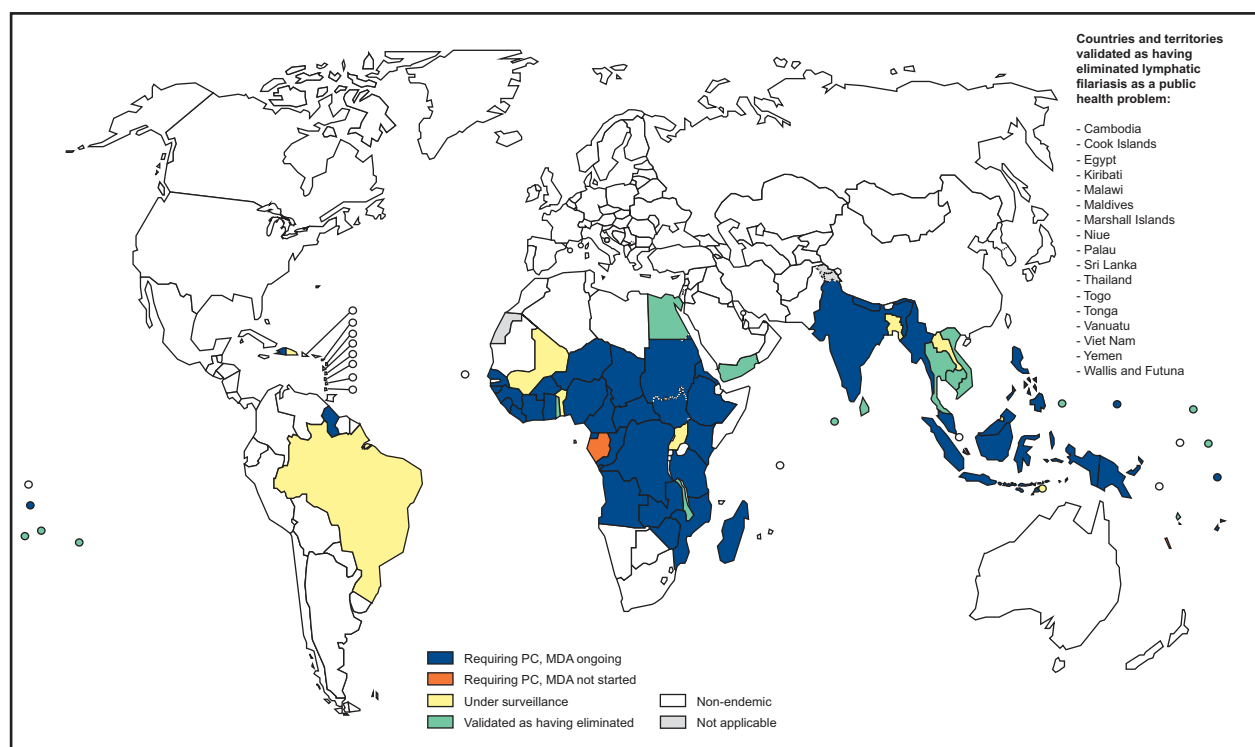 Countries and territories
validated as having
eliminated lymphatic
filariasis as a public
health problem:
- Cambodia
- Cook Islands
- Egypt
- Kiribati
- Malawi
- Maldives
- Marshall Islands
- Niue
- Palau
- Sri Lanka
- Thailand
- Togo
- Tonga
- Vanuatu
- Viet Nam
- Yemen
- Wallis and Futuna
Requiring PC, MDA ongoing
Requiring PC, MDA not started
Under surveillance
Validated as having eliminated
Non-endemic
Not applicable